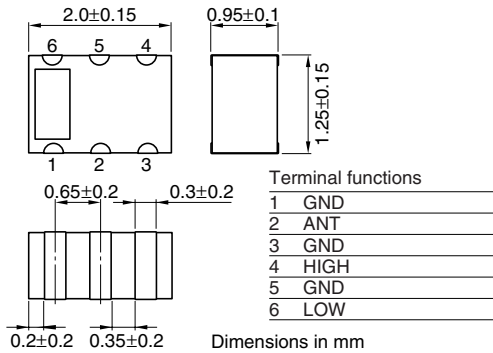 2.0±0.15
0.95±0.1
6 5 4
1.25±0.15
1 2 3
0.65±0.2
0.3±0.2
Terminal functions
1 GND
2 ANT
3 GND
4 HIGH
5 GND
6 LOW
0.2±0.2
0.35±0.2
Dimensions in mm